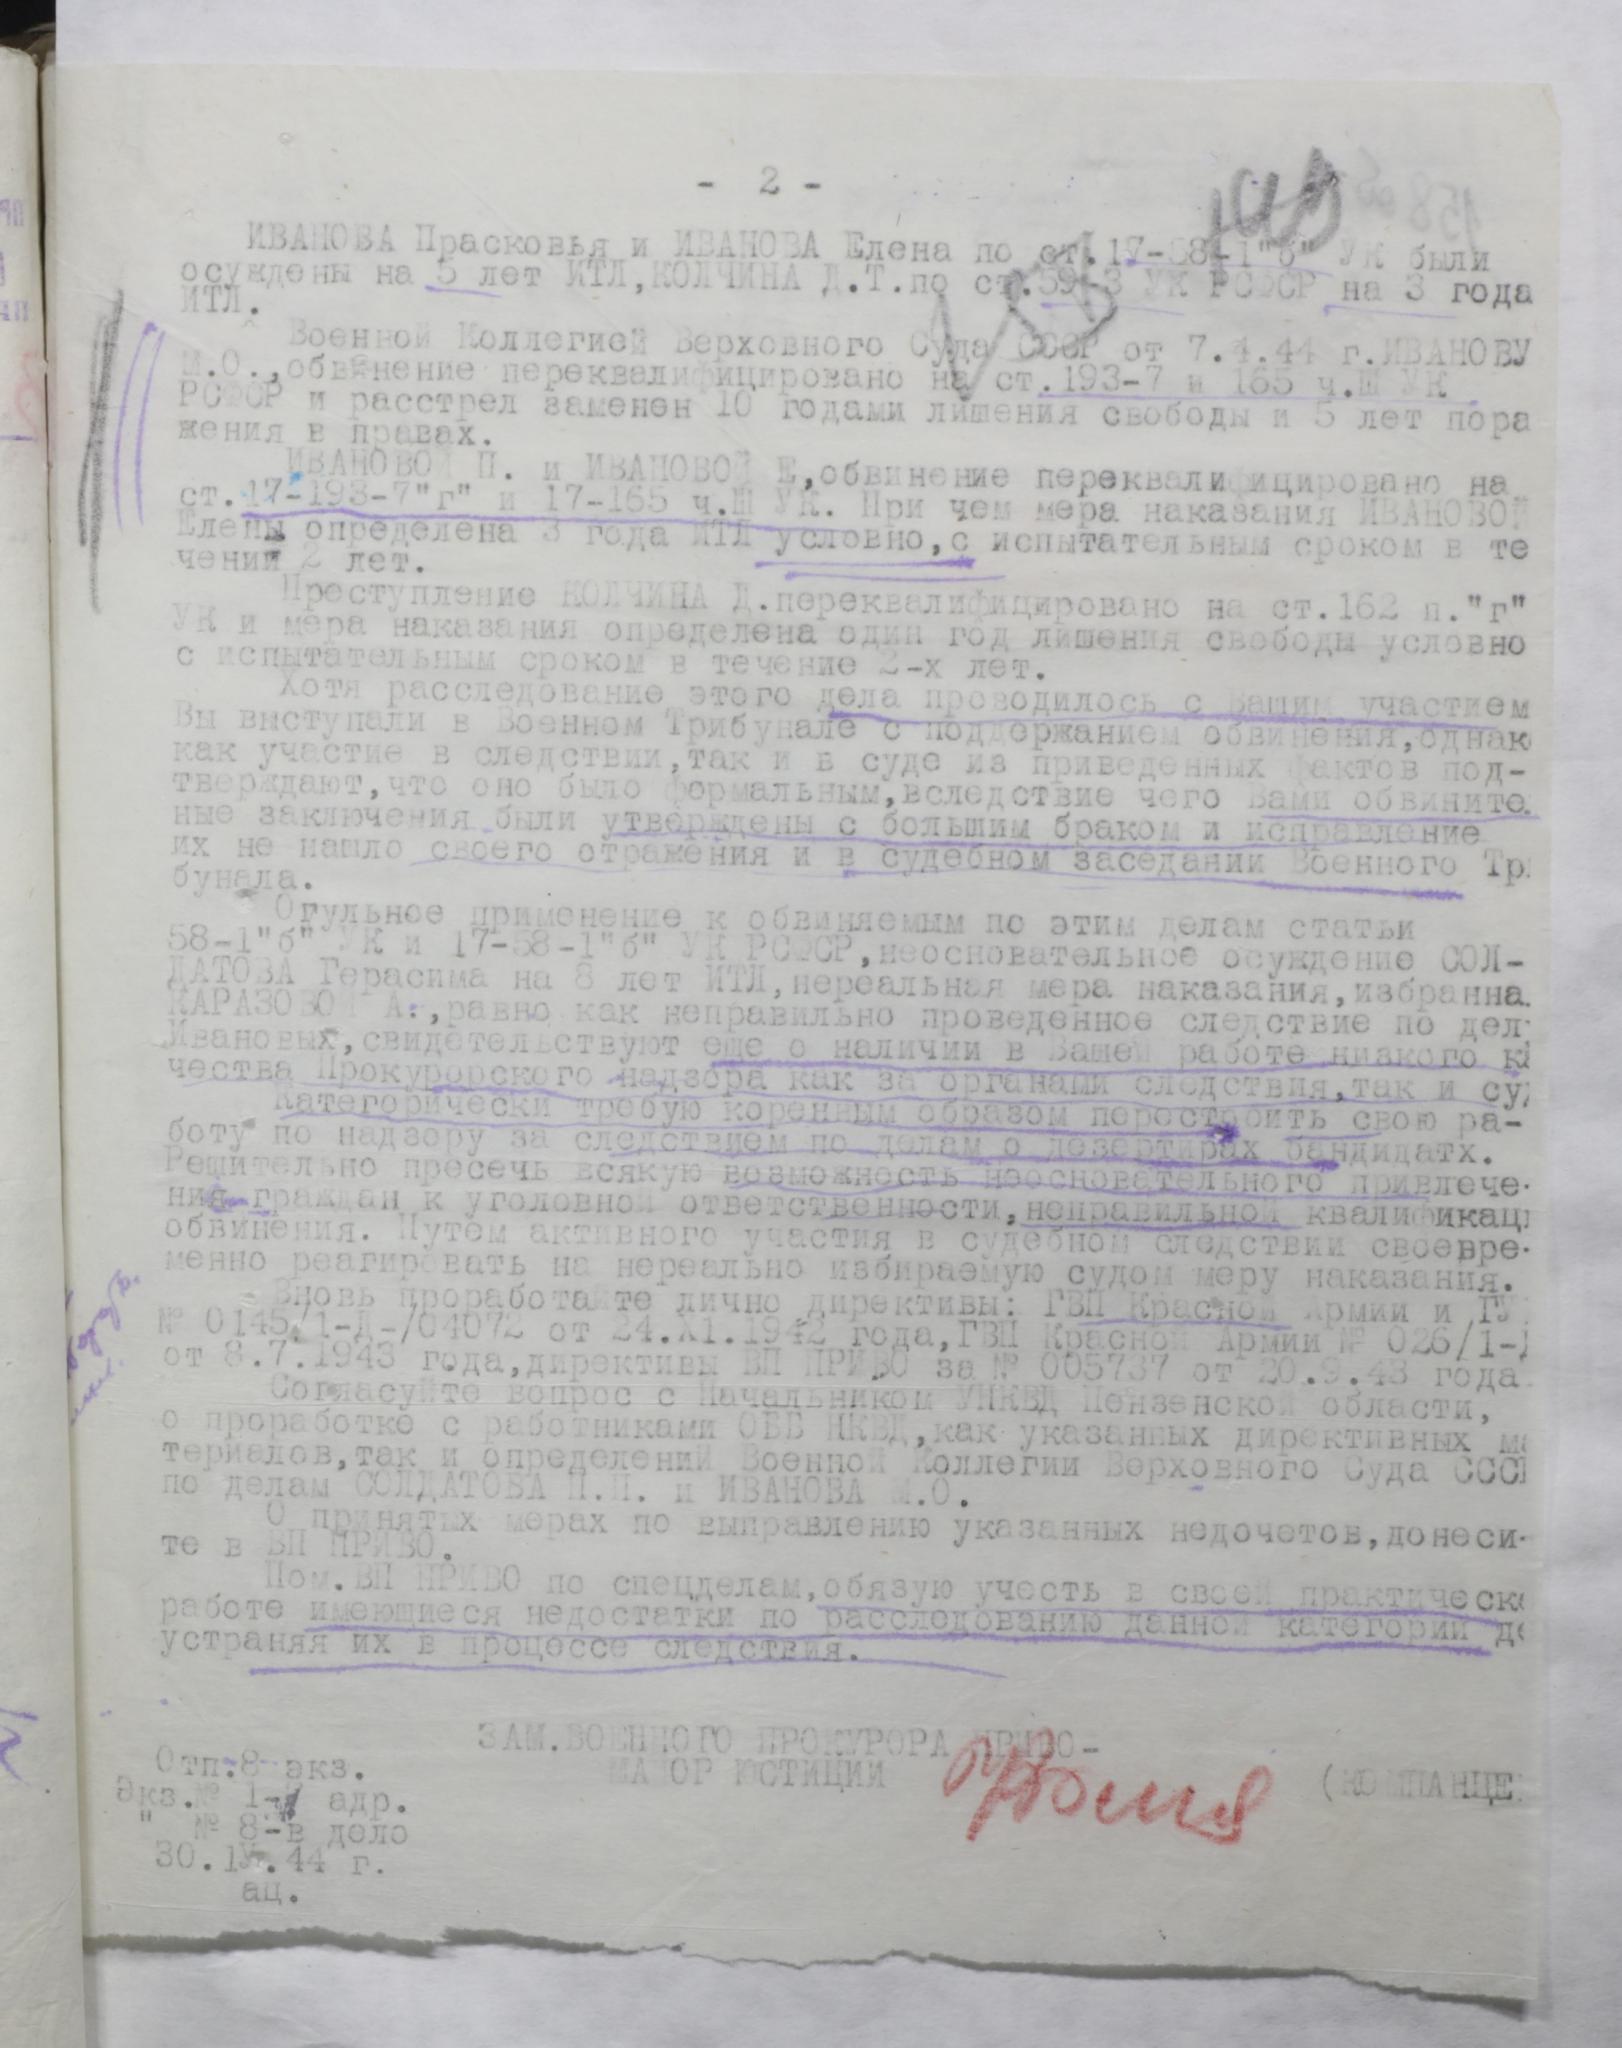 - 2 -
ИВАНОВА Прасковья и ИВАНОВА Елена по ст.17-58-1"б" УК были
осуждены на 5 лет ИТЛ, КОЛЧИНА Д.Т.по ст.59-3 УК РСФСР на 3 года
ИТЛ.
Военной Коллегией Верховного Суда СССР от 7.4.44 г.ИВАНОВУ
М.О.,обвинение переквалифицировано на ст.193-7 и 165 ч.Ш УК
РСФСР и расстрел заменен 10 годами лишения свободы и 5 лет пора
жения в правах.
ИВАНОВОЙ П. и ИВАНОВОЙ Е,обвинение переквалифицировано на
ст.17-193-7"г" и 17-165 ч.Ш УК. При чем мера наказания ИВАНОВОЙ
Елены определена 3 года ИТЛ условно,с испытательным сроком в те
чении 2 лет.
Преступление КОЛЧИНА Д.переквалифицировано на ст.162 п."г"
УК и мера наказания определена один год лишения свободы условно
с испытательным сроком в течение 2-х лет.
Хотя расследование этого дела проводилось с Вашим участием
Вы выступали в Военном Трибунале с поддержанием обвинения,однак
как участие в следствии,так и в суде из приведенных фактов под-
тверждают,что оно было формальным,вследствие чего Вами обвините
ные заключения были утверждены с большим браком и исправление
их не нашло своего отражения и в судебном заседании Военного Три
бунала.
Огульное применение к обвиняемым по этим делам статьи
58-1"б" УК и 17-58-1"б" УК РСФСР,неосновательное осуждение СОЛ-
ДАТОВА Герасима на 8 лет ИТЛ,нереальная мера наказания,избранна
КАРАЗОВОЙ А.,равно как неправильно проведенное следствие по дел
Ивановых,свидетельствуют еще о наличии в Вашей работе низкого ка
чества Прокурорского надзора как за органами следствия,так и суд
Категорически требую коренным образом перестроить свою ра-
боту по надзору за следствием по делам о дезертирах бандидатх.
Решительно пресечь всякую возможность неосновательного привлече-
ния граждан к уголовной ответственности,неправильной квалификаци
обвинения. Путем активного участия в судебном следствии своевре-
менно реагировать на нереально избираемую судом меру наказания.
Вновь проработайте лично директивы: ГВП Красной Армии и ГУ
№ 0145/1-Д-/04072 от 24.X1.1942 года,ГВП Красной Армии № 026/1-Д
от 8.7.1943 года,директивы ВП ПРИВО за № 005737 от 20.9.43 года
Согласуйте вопрос с Начальником УНКВД Пензенской области,
о проработке с работниками ОББ НКВД,как указанных директивных ма
териалов,так и определений Военной Коллегии Верховного Суда СССР
по делам СОЛДАТОВА П.П. и ИВАНОВА М.О.
О принятых мерах по выправлению указанных недочетов,донеси-
те в ВП ПРИВО.
Пом.ВП ПРИВО по спецделам,обязую учесть в своей практическо
работе имеющиеся недостатки по расследованию данной категории де
устраняя их в процессе следствия.
ЗАМ.ВОЕННОГО ПРОКУРОРА ПРИВО-
МАЙОР ЮСТИЦИИ (КОМПАНЦЕ
Отп.8 экз.
Экз.№ 1-7 адр.
" № 8-в дело
30.1У.44 г.
ац.